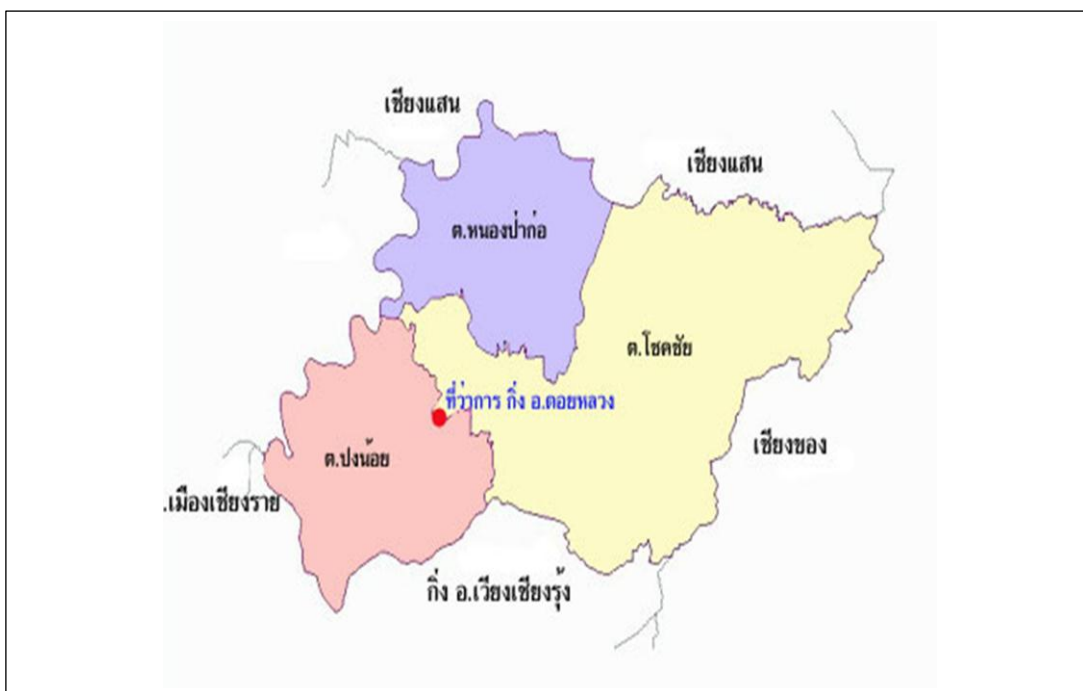 เชียงแสน
เชียงแสน
ต.หนองป่าก่อ
ต.โชคชัย
ที่ว่าการ กิ่ง อ.ดอยหลวง
เชียงของ
ต.ปงน้อย
.เมืองเชียงราย
กิ่ง อ.เวียงเชียงรุ้ง